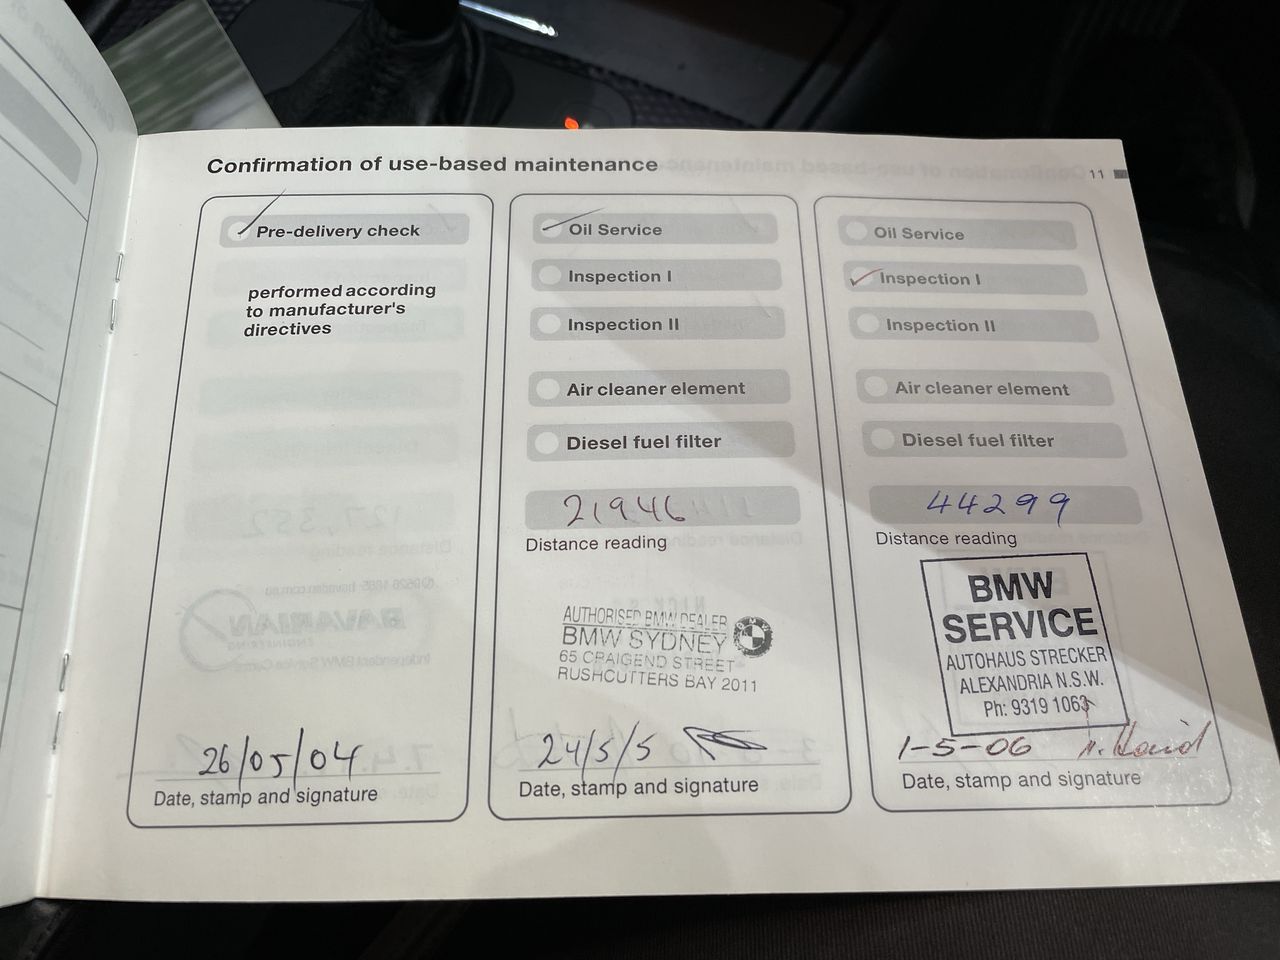 Confirmation of use-based maintenance
11
Pre-delivery check
performed according
to manufacturer's
directives
26/05/04
Date, stamp and signature
Oil Service
Inspection I
Inspection II
Air cleaner element
Diesel fuel filter
21946
Distance reading
AUTHORISED BMW DEALER
BMW SYDNEY
65 CRAIGEND STREET
RUSHCUTTERS BAY 2011
24/5/5
Date, stamp and signature
Oil Service
Inspection I
Inspection II
Air cleaner element
Diesel fuel filter
44299
Distance reading
BMW
SERVICE
AUTOHAUS STRECKER
ALEXANDRIA N.S.W.
Ph: 9319 1063
1-5-06
Date, stamp and signature